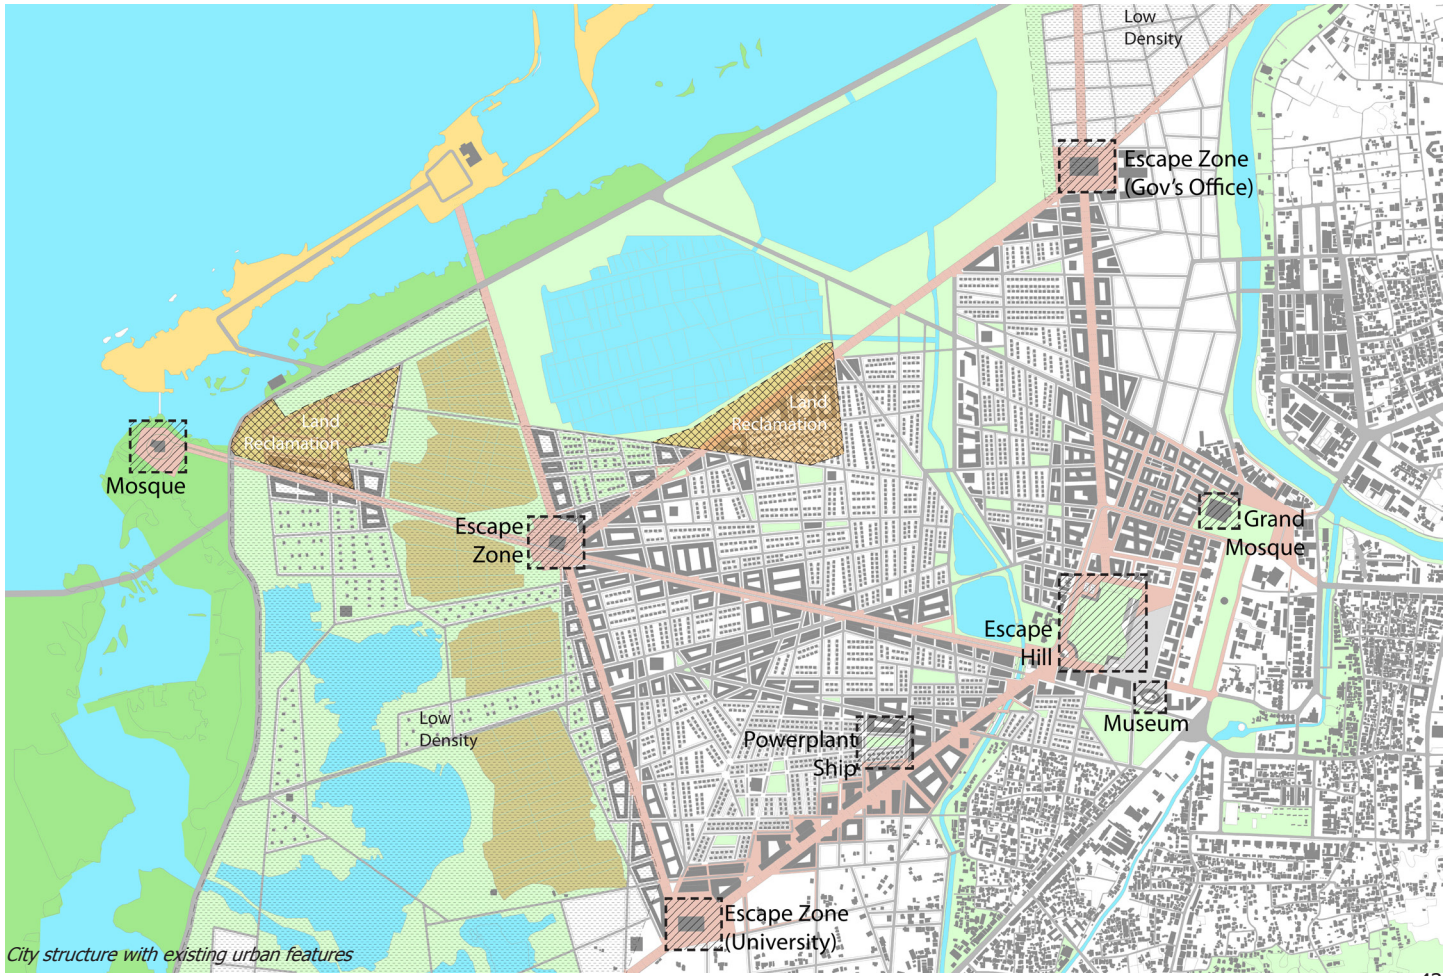 Low
Density
Escape Zone
(Gov's Office)
Land
Reclamation
Land
Reclamation
Mosque
Escape
Zone
Grand
Mosque
Escape
Hill
Museum
Low
Density
Powerplant
Ship
Escape Zone
(University)
City structure with existing urban features